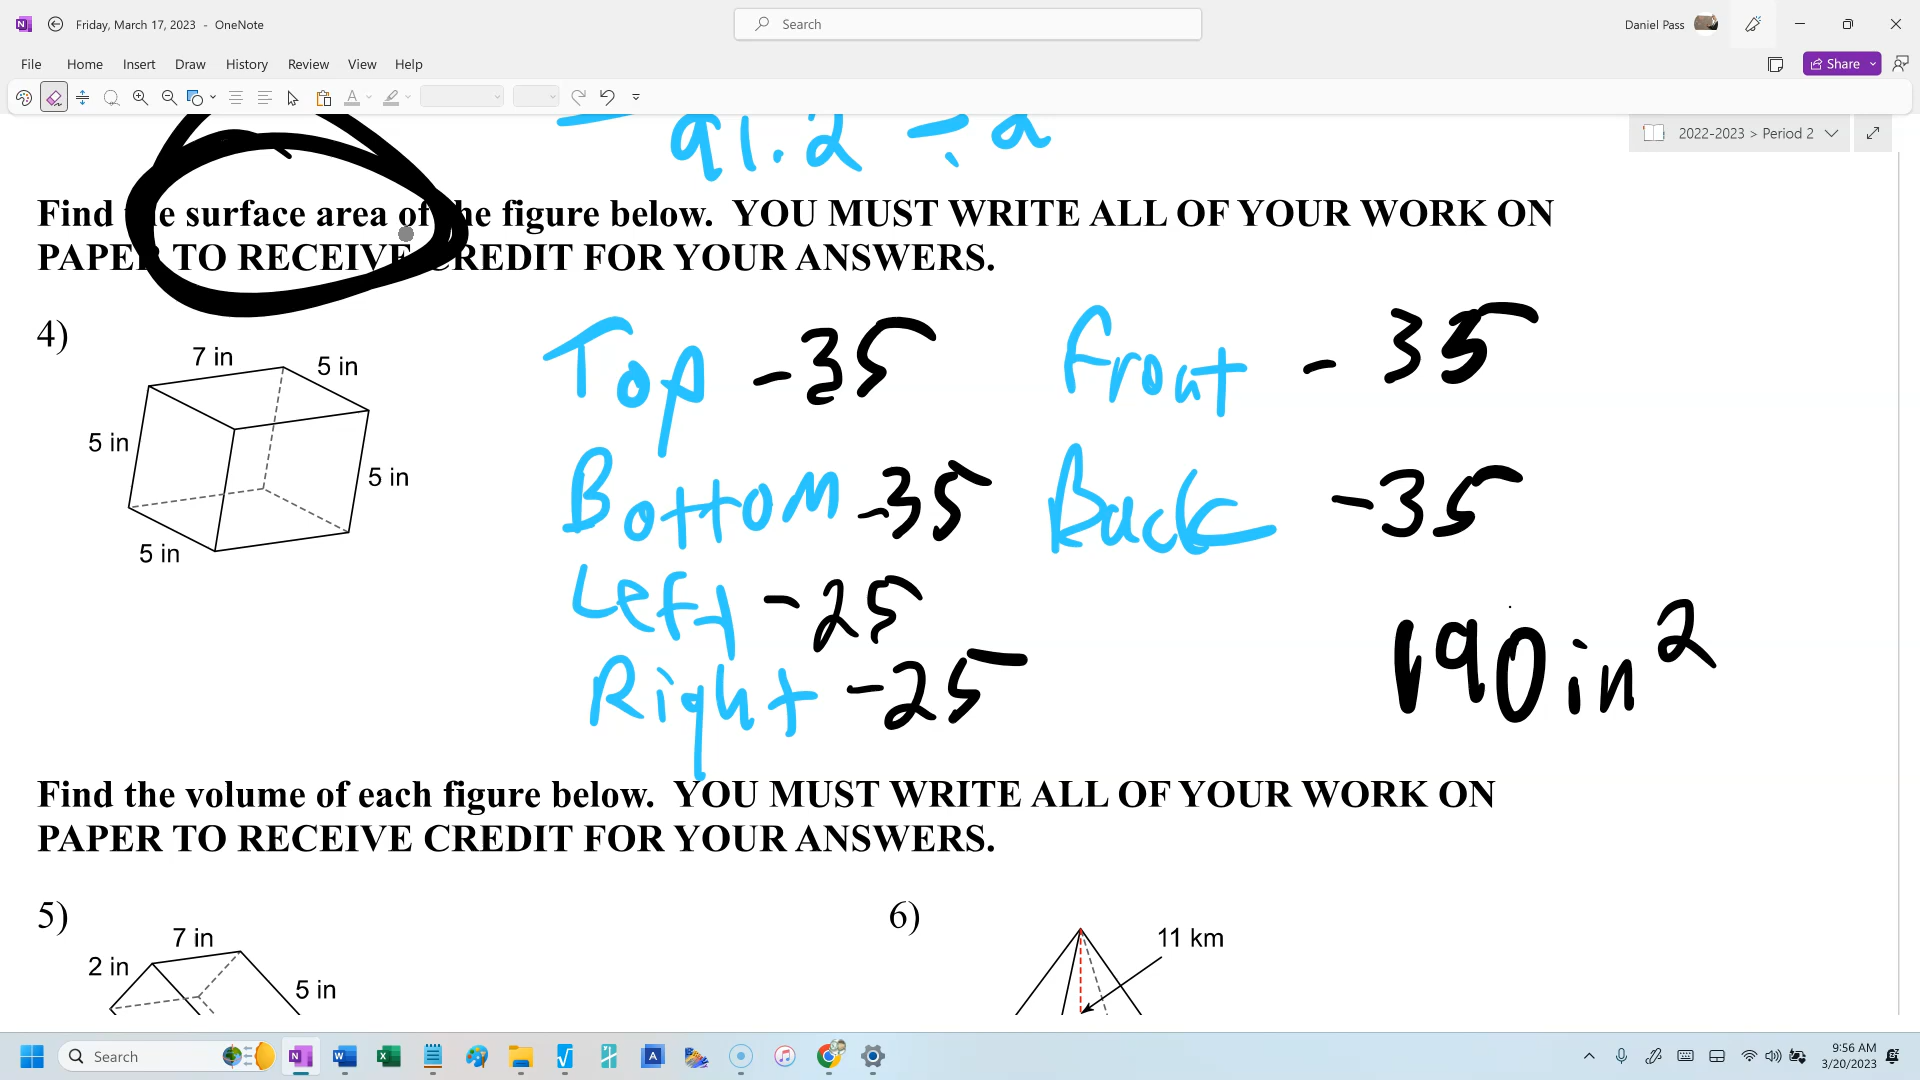 Friday, March 17, 2023 - OneNote
Search
Daniel Pass
File Home Insert Draw History Review View Help
Share
2022-2023 > Period 2
91.2 ÷ 2
Find the surface area of the figure below. YOU MUST WRITE ALL OF YOUR WORK ON
PAPER TO RECEIVE CREDIT FOR YOUR ANSWERS.
4)
7 in
5 in
5 in
5 in
5 in
Top - 35
Front - 35
Bottom - 35
Back - 35
Left - 25
Right - 25
190 in²
Find the volume of each figure below. YOU MUST WRITE ALL OF YOUR WORK ON
PAPER TO RECEIVE CREDIT FOR YOUR ANSWERS.
5)
7 in
2 in
5 in
6)
11 km
Search
9:56 AM
3/20/2023